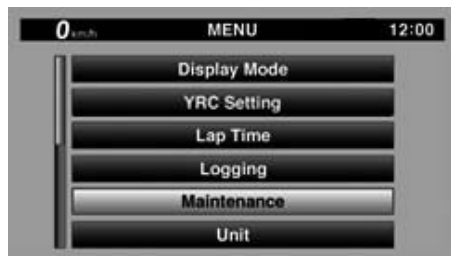 0 km/h MENU 12:00
Display Mode
YRC Setting
Lap Time
Logging
Maintenance
Unit